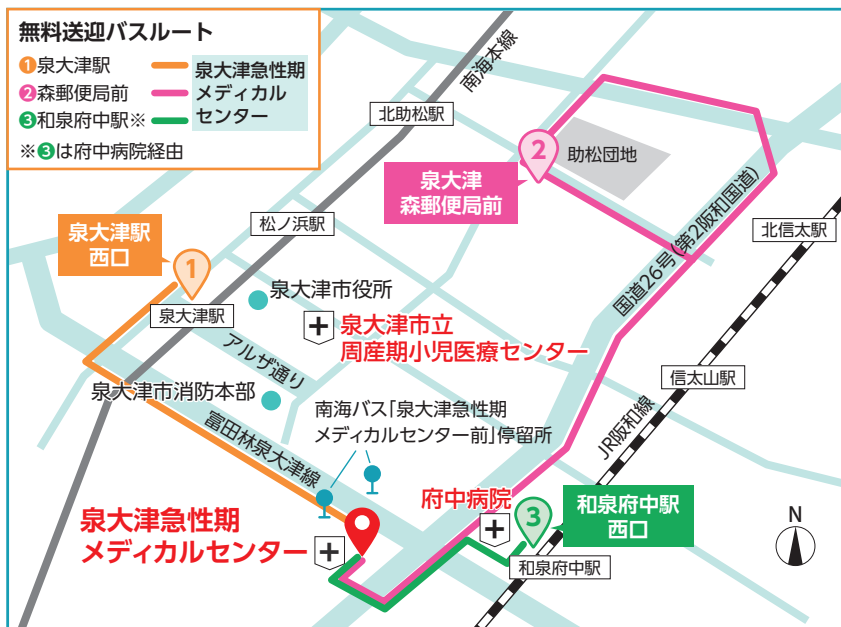 無料送迎バスルート
1泉大津駅
2森郵便局前
3和泉府中駅※
泉大津急性期
メディカル
センター
※3は府中病院経由
南海本線
北助松駅
2
助松団地
泉大津
森郵便局前
国道26号(第2阪和国道)
北信太駅
松ノ浜駅
泉大津駅
西口
1
泉大津駅
泉大津市役所
泉大津市立
周産期小児医療センター
アルザ通り
泉大津市消防本部
信太山駅
JR阪和線
南海バス「泉大津急性期
メディカルセンター前」停留所
富田林泉大津線
府中病院
3
和泉府中駅
西口
泉大津急性期
メディカルセンター
和泉府中駅
N